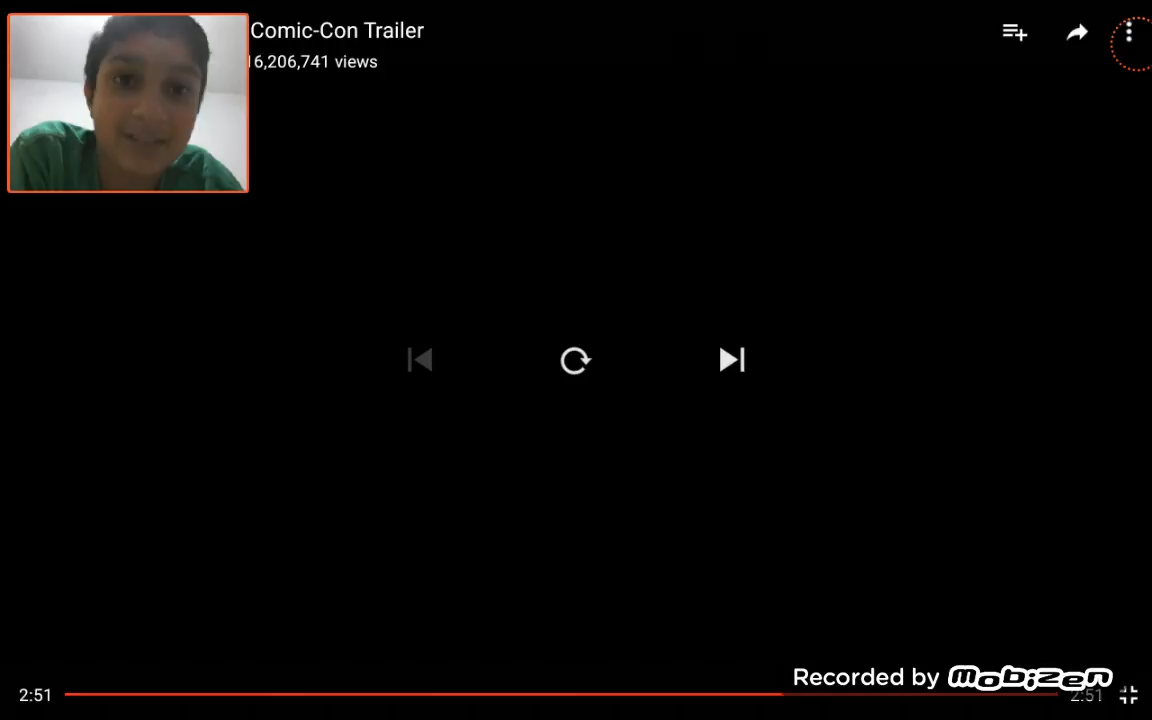 Comic-Con Trailer
16,206,741 views
2:51
Recorded by mobizen
2:51